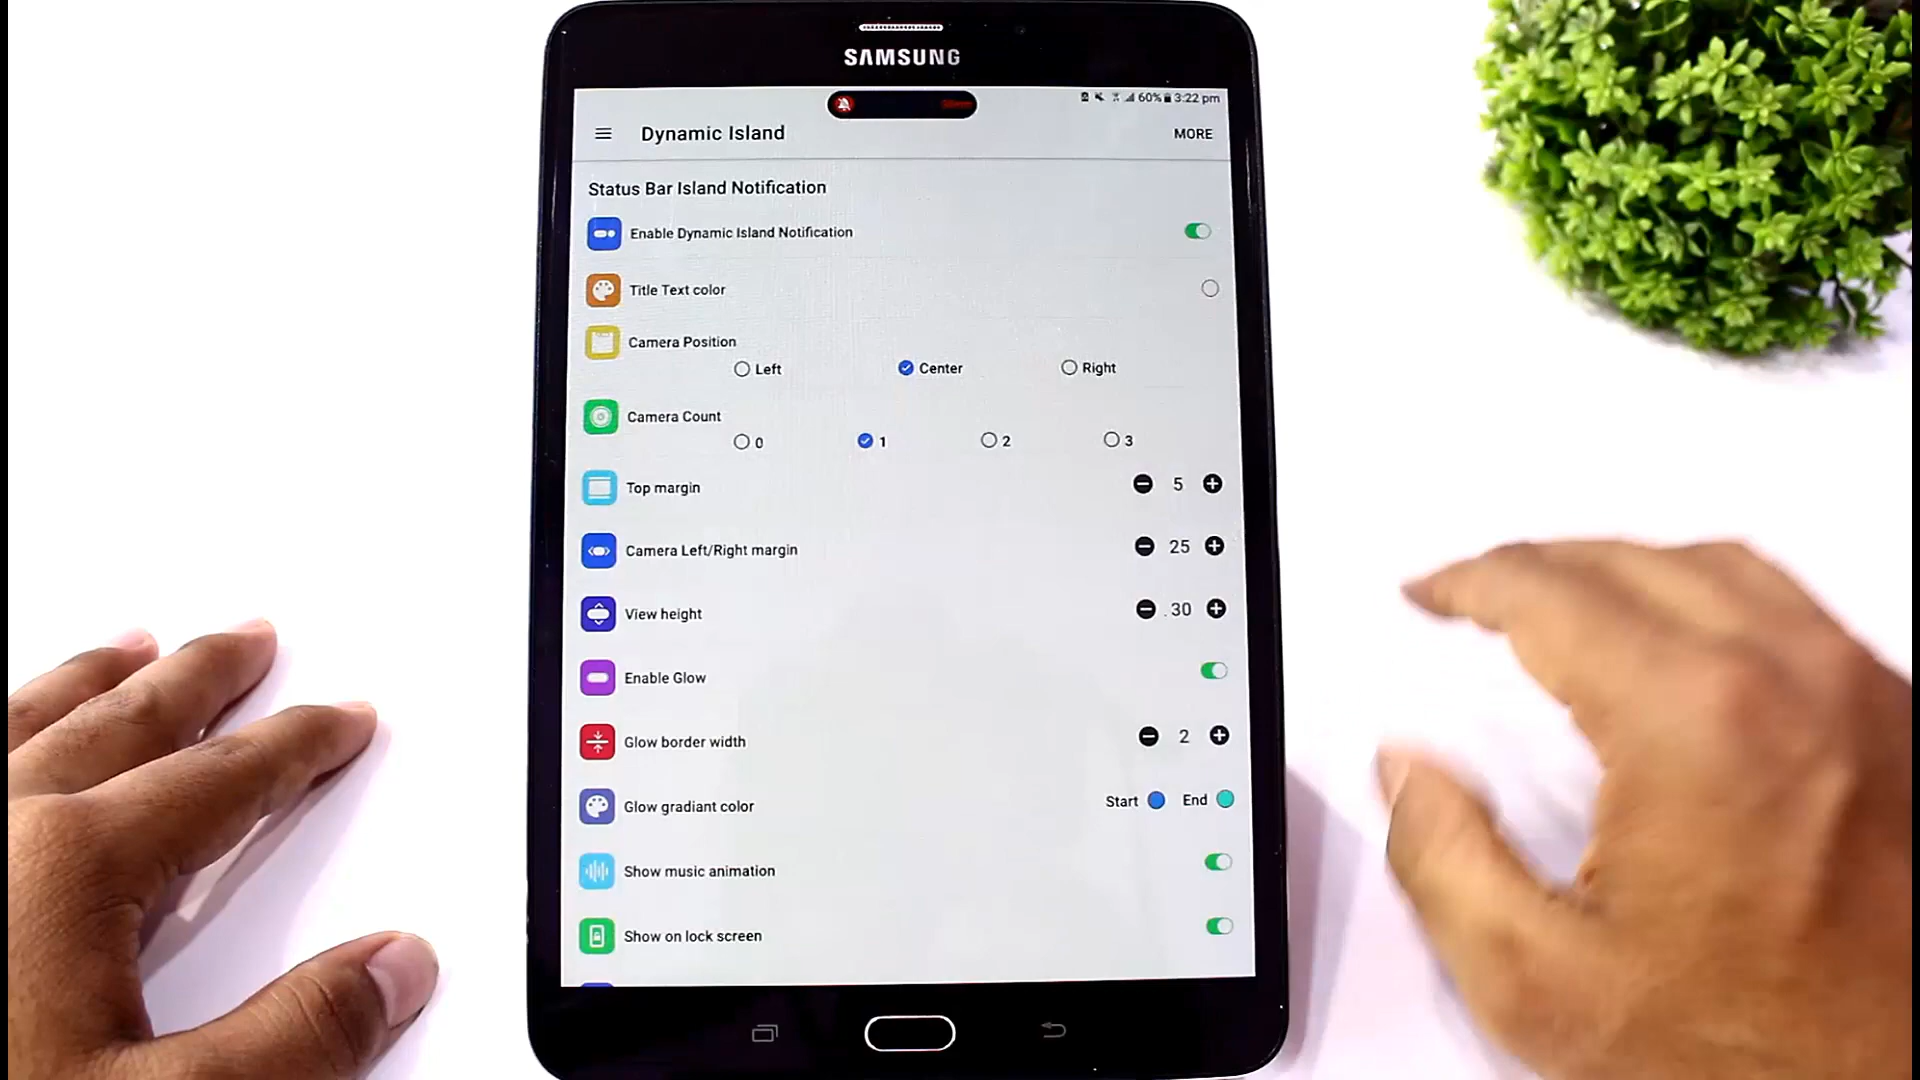 SAMSUNG
60% 3:22 pm
Dynamic Island
MORE
Status Bar Island Notification
Enable Dynamic Island Notification
Title Text color
Camera Position
Left Center Right
Camera Count
0 1 2 3
Top margin 5
Camera Left/Right margin 25
View height 30
Enable Glow
Glow border width 2
Glow gradiant color Start End
Show music animation
Show on lock screen